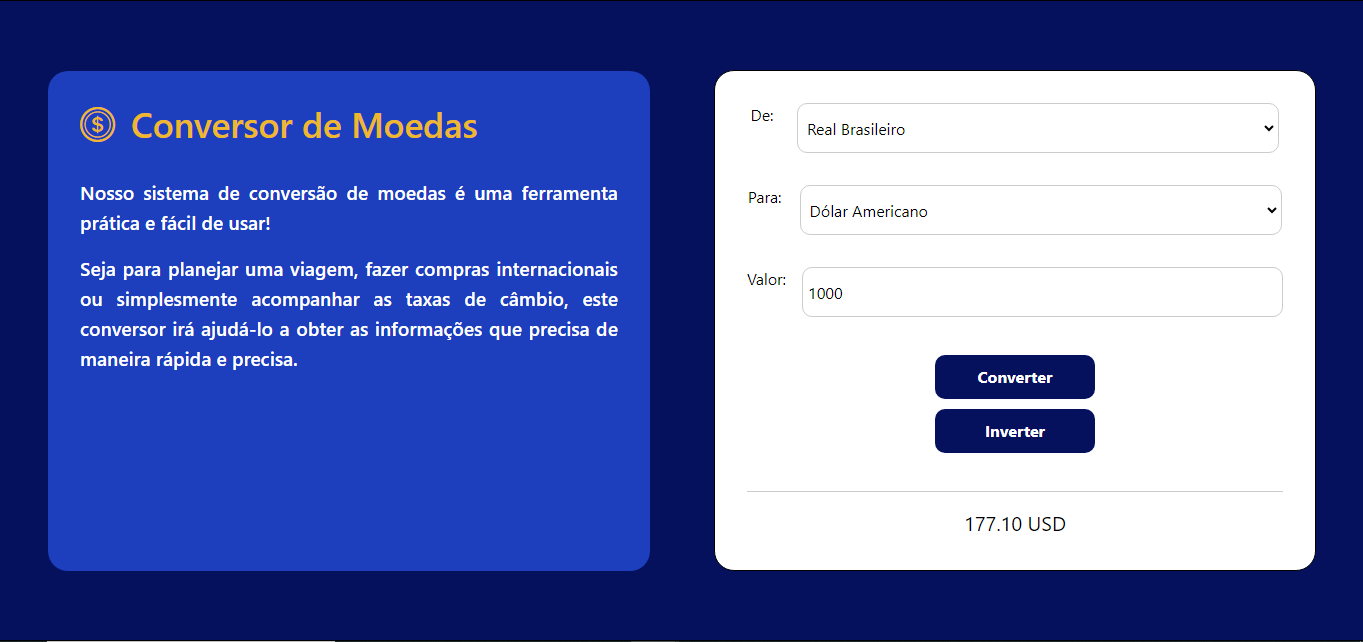 Conversor de Moedas
Nosso sistema de conversão de moedas é uma ferramenta
prática e fácil de usar!
Seja para planejar uma viagem, fazer compras internacionais
ou simplesmente acompanhar as taxas de câmbio, este
conversor irá ajudá-lo a obter as informações que precisa de
maneira rápida e precisa.
De:
Real Brasileiro
Para:
Dólar Americano
Valor:
1000
Converter
Inverter
177.10 USD